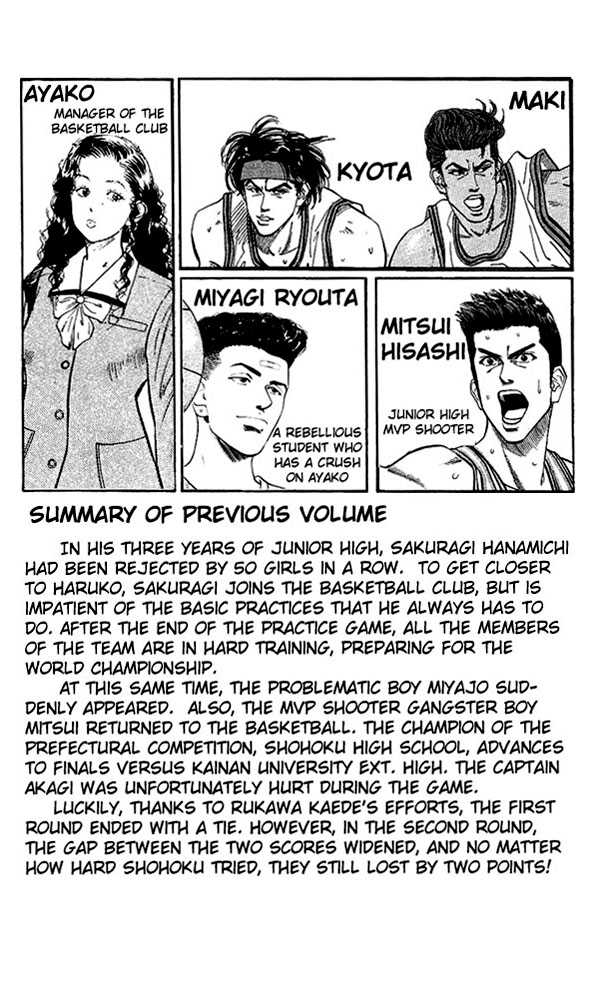 AYAKO
MANAGER OF THE
BASKETBALL CLUB
MAKI
KYOTA
MIYAGI RYOUTA
A REBELLIOUS
STUDENT WHO
HAS A CRUSH
ON AYAKO
MITSUI
HISASHI
JUNIOR HIGH
MVP SHOOTER
SUMMARY OF PREVIOUS VOLUME
IN HIS THREE YEARS OF JUNIOR HIGH, SAKURAGI HANAMICHI
HAD BEEN REJECTED BY 50 GIRLS IN A ROW. TO GET CLOSER
TO HARUKO, SAKURAGI JOINS THE BASKETBALL CLUB, BUT IS
IMPATIENT OF THE BASIC PRACTICES THAT HE ALWAYS HAS TO
DO. AFTER THE END OF THE PRACTICE GAME, ALL THE MEMBERS
OF THE TEAM ARE IN HARD TRAINING, PREPARING FOR THE
WORLD CHAMPIONSHIP.
AT THIS SAME TIME, THE PROBLEMATIC BOY MIYAJO SUD-
DENLY APPEARED. ALSO, THE MVP SHOOTER GANGSTER BOY
MITSUI RETURNED TO THE BASKETBALL. THE CHAMPION OF THE
PREFECTURAL COMPETITION, SHOHOKU HIGH SCHOOL, ADVANCES
TO FINALS VERSUS KAINAN UNIVERSITY EXT. HIGH. THE CAPTAIN
AKAGI WAS UNFORTUNATELY HURT DURING THE GAME.
LUCKILY, THANKS TO RUKAWA KAEDE'S EFFORTS, THE FIRST
ROUND ENDED WITH A TIE. HOWEVER, IN THE SECOND ROUND,
THE GAP BETWEEN THE TWO SCORES WIDENED, AND NO MATTER
HOW HARD SHOHOKU TRIED, THEY STILL LOST BY TWO POINTS!